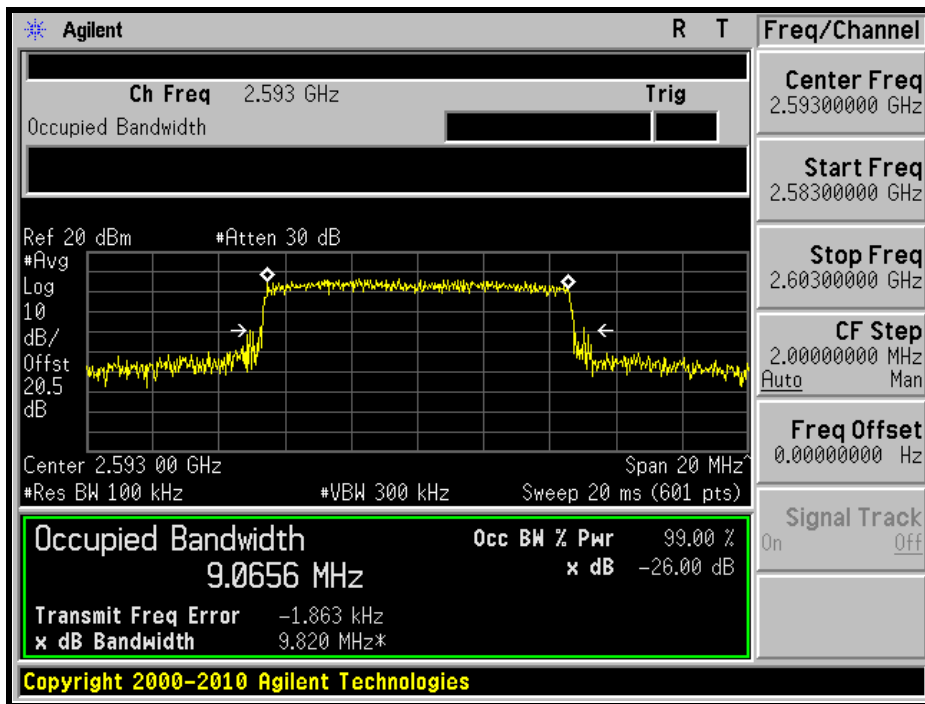 Agilent R T
Freq/Channel
Ch Freq 2.593 GHz Trig
Occupied Bandwidth
Center Freq
2.59300000 GHz
Start Freq
2.58300000 GHz
Stop Freq
2.60300000 GHz
CF Step
2.00000000 MHz
Auto Man
Freq Offset
0.00000000 Hz
Signal Track
On Off
Ref 20 dBm #Atten 30 dB
#Avg
Log
10
dB/
Offst
20.5
dB
Center 2.593 00 GHz Span 20 MHz^
#Res BW 100 kHz #VBW 300 kHz Sweep 20 ms (601 pts)
Occupied Bandwidth
9.0656 MHz
Occ BW % Pwr 99.00 %
x dB -26.00 dB
Transmit Freq Error -1.863 kHz
x dB Bandwidth 9.820 MHz*
Copyright 2000-2010 Agilent Technologies